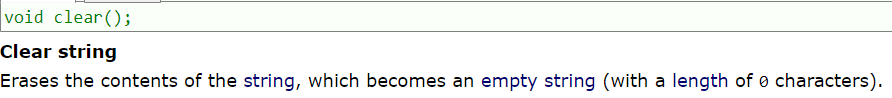 void clear();
Clear string
Erases the contents of the string, which becomes an empty string (with a length of 0 characters).